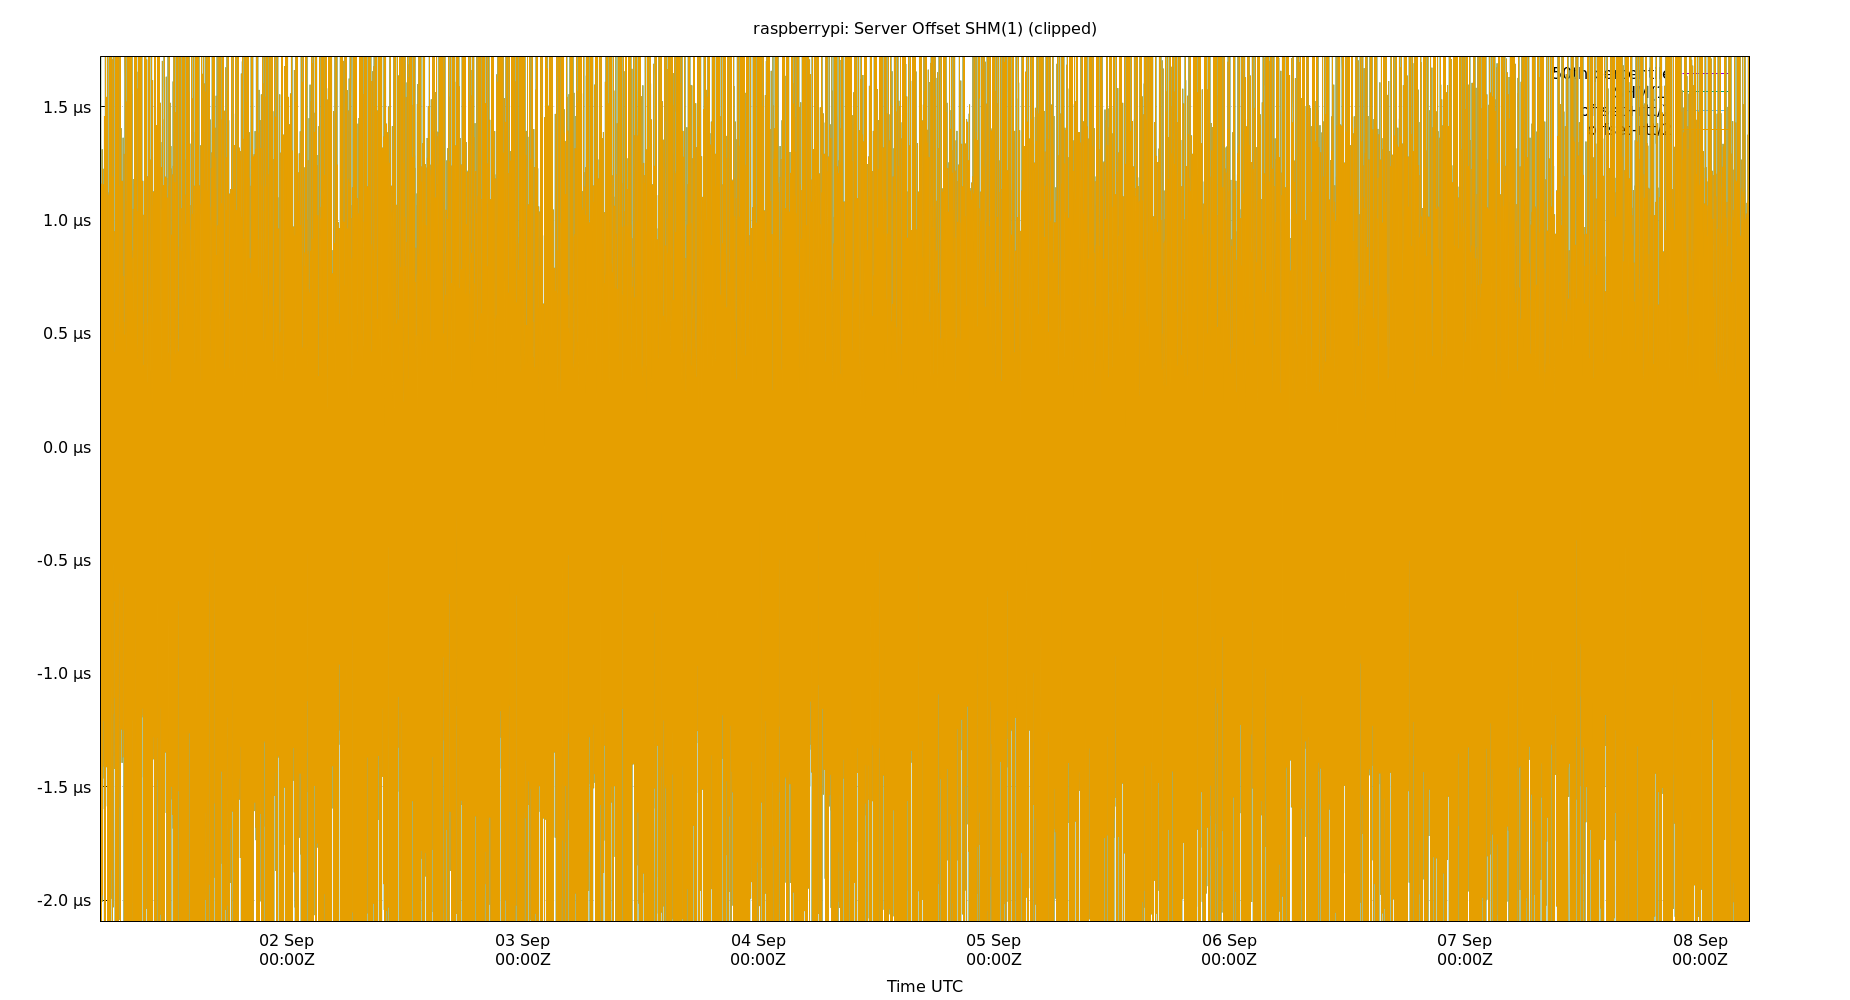 raspberrypi: Server Offset SHM(1) (clipped)
1.5 µs
1.0 µs
0.5 µs
0.0 µs
-0.5 µs
-1.0 µs
-1.5 µs
-2.0 µs
02 Sep 03 Sep 04 Sep 05 Sep 06 Sep 07 Sep 08 Sep
00:00Z 00:00Z 00:00Z 00:00Z 00:00Z 00:00Z 00:00Z
Time UTC